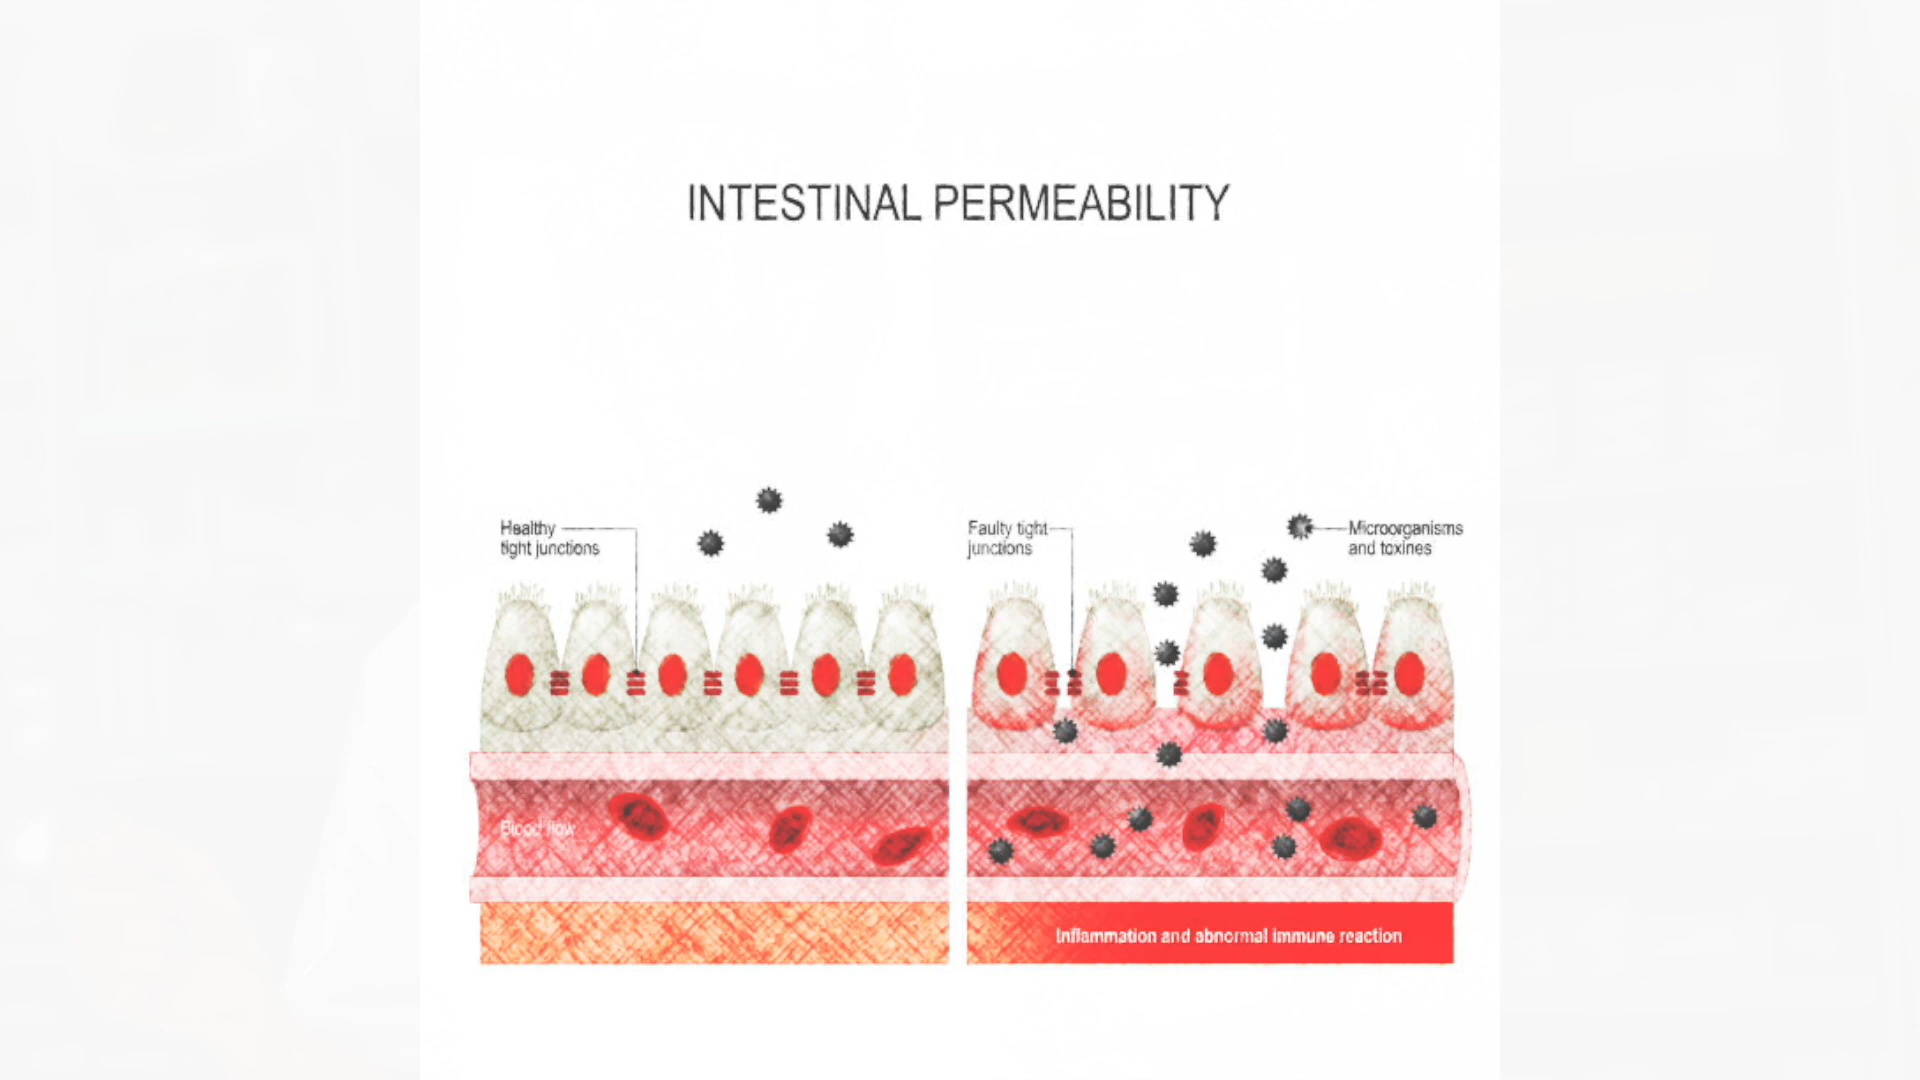 INTESTINAL PERMEABILITY
Healthy
tight junctions
Faulty tight
junctions
Microorganisms
and toxines
Blood flow
Inflammation and abnormal immune reaction